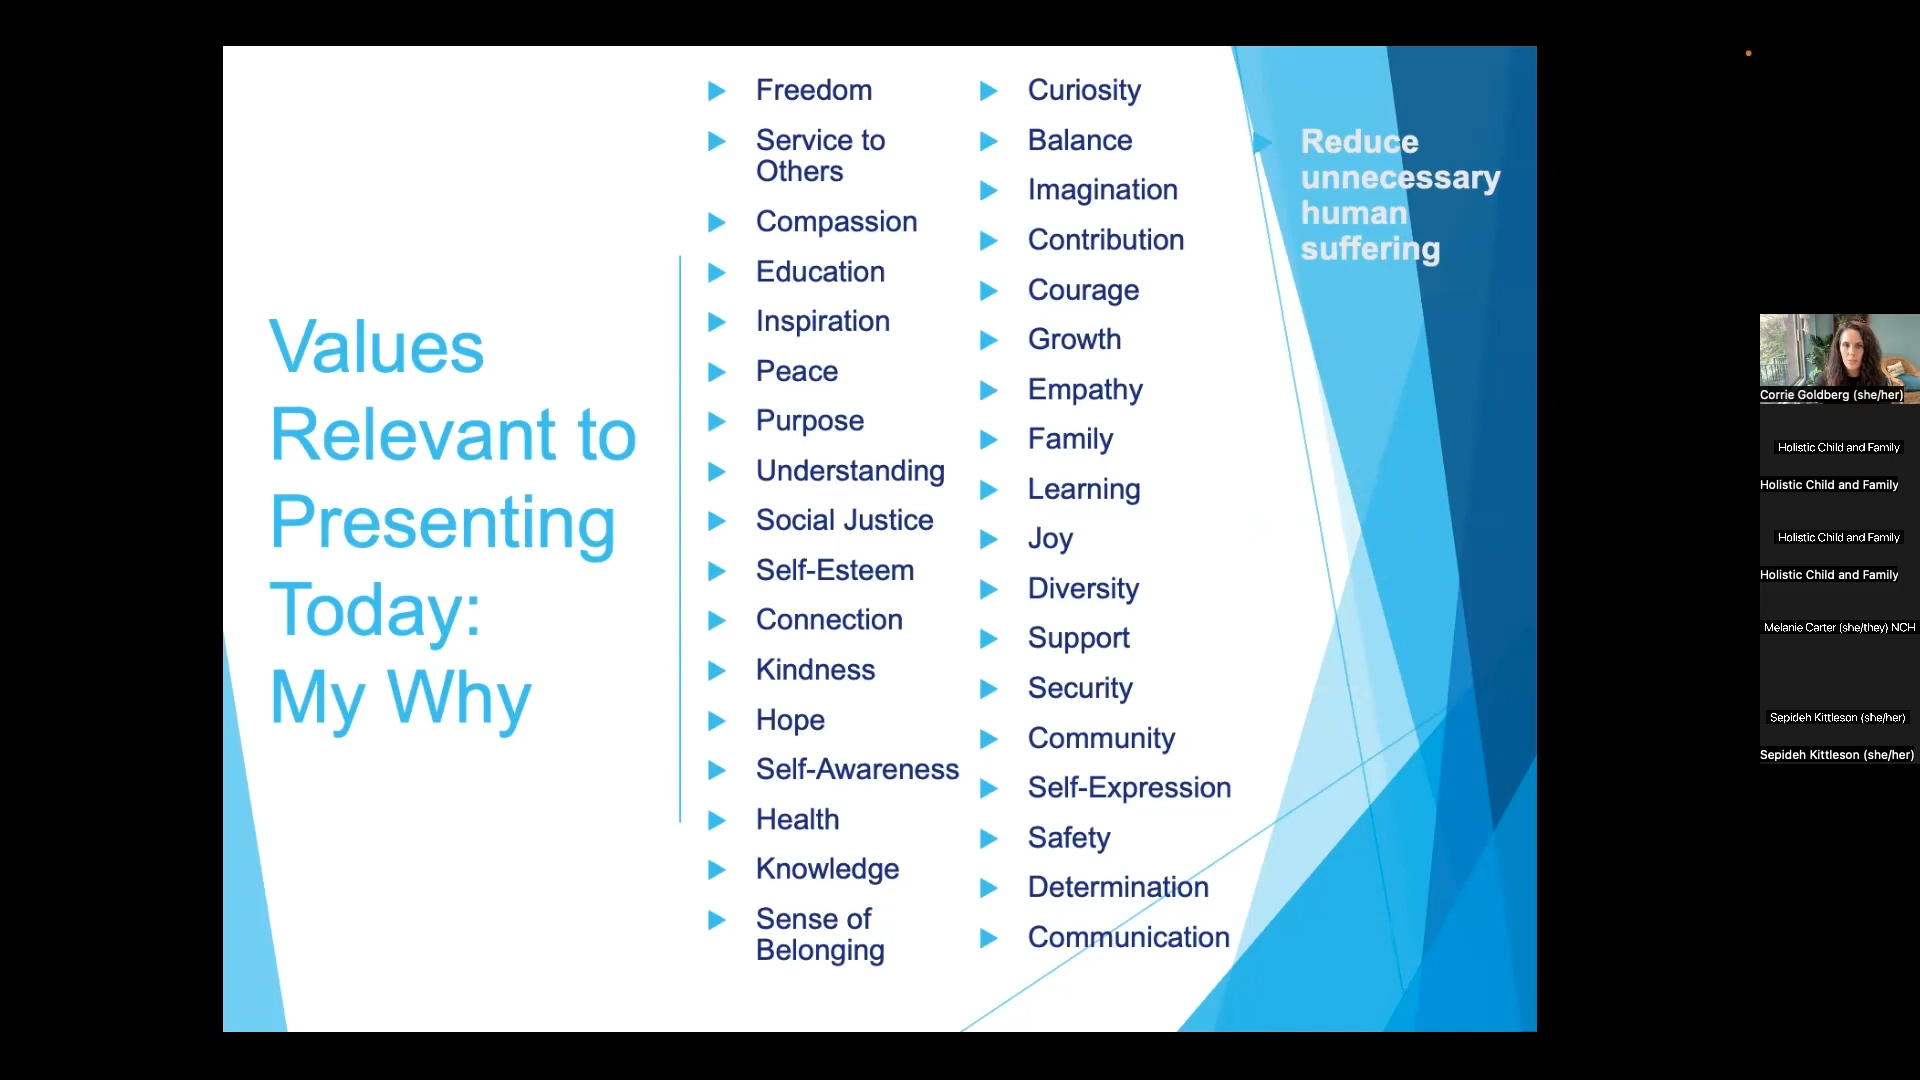 Values
Relevant to
Presenting
Today:
My Why
Freedom
Service to
Others
Compassion
Education
Inspiration
Peace
Purpose
Understanding
Social Justice
Self-Esteem
Connection
Kindness
Hope
Self-Awareness
Health
Knowledge
Sense of
Belonging
Curiosity
Balance
Imagination
Contribution
Courage
Growth
Empathy
Family
Learning
Joy
Diversity
Support
Security
Community
Self-Expression
Safety
Determination
Communication
Reduce
unnecessary
human
suffering
Corrie Goldberg (she/her)
Holistic Child and Family
Holistic Child and Family
Holistic Child and Family
Holistic Child and Family
Melanie Carter (she/they) NCH
Sepideh Kittleson (she/her)
Sepideh Kittleson (she/her)